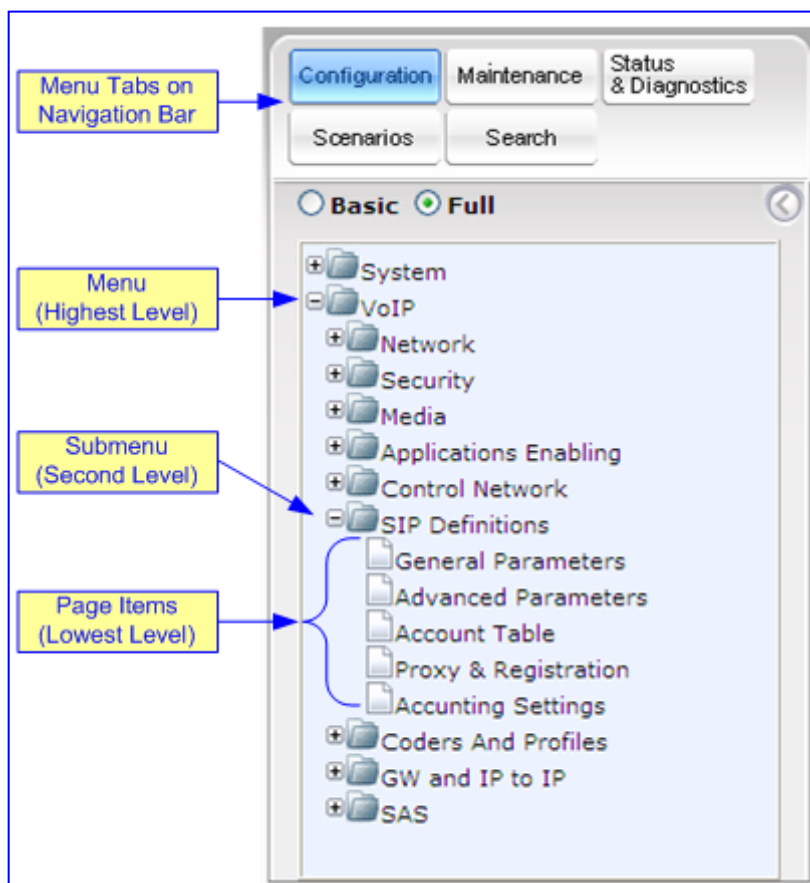 Menu Tabs on
Navigation Bar
Configuration
Maintenance
Status
& Diagnostics
Scenarios
Search
Basic
Full
Menu
(Highest Level)
System
VoIP
Network
Security
Media
Applications Enabling
Control Network
Submenu
(Second Level)
SIP Definitions
Page Items
(Lowest Level)
General Parameters
Advanced Parameters
Account Table
Proxy & Registration
Accunting Settings
Coders And Profiles
GW and IP to IP
SAS